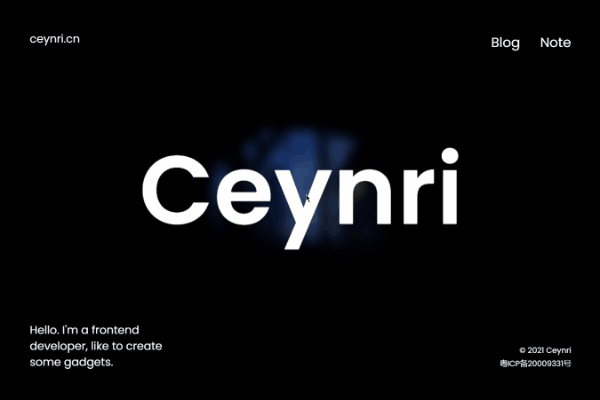 ceynri.cn
Blog Note
Ceynri
Hello. I'm a frontend
developer, like to create
some gadgets.
© 2021 Ceynri
粤ICP备20009331号